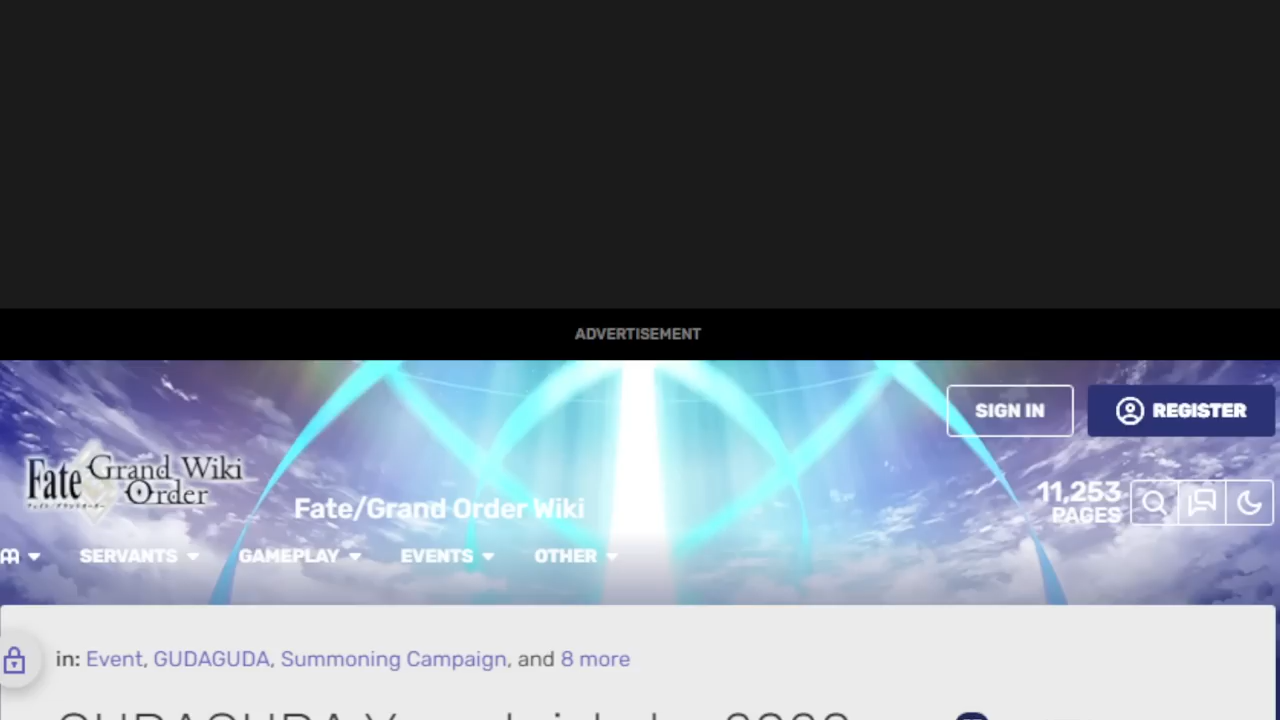 ADVERTISEMENT
SIGN IN
REGISTER
Fate Grand Order Wiki
Fate/Grand Order Wiki
11,253
PAGES
SERVANTS
GAMEPLAY
EVENTS
OTHER
in: Event, GUDAGUDA, Summoning Campaign, and 8 more